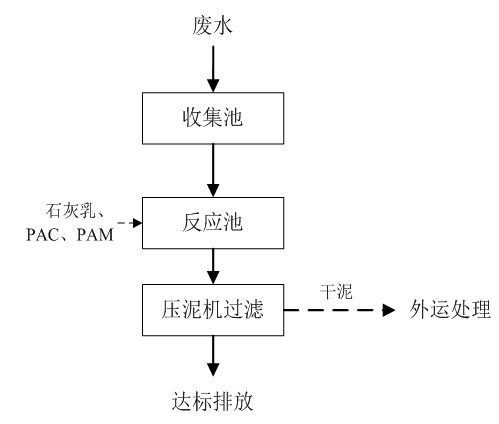 废水
收集池
石灰乳、
PAC、PAM
反应池
压泥机过滤
干泥
外运处理
达标排放